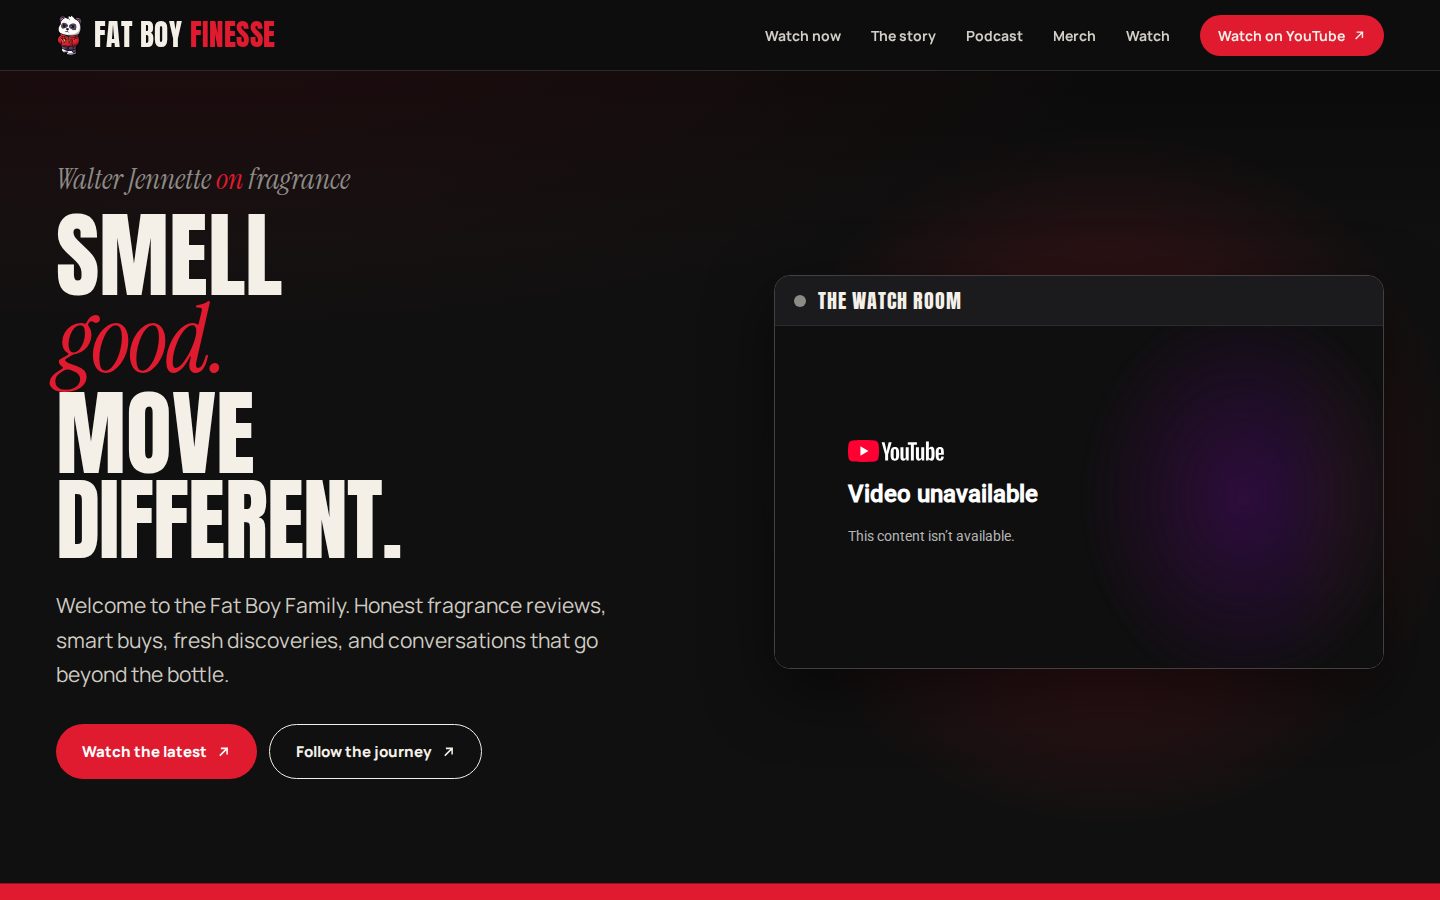 FAT BOY FINESSE
Watch now
The story
Podcast
Merch
Watch
Watch on YouTube
Walter Jennette on fragrance
SMELL
good.
MOVE
DIFFERENT.
Welcome to the Fat Boy Family. Honest fragrance reviews,
smart buys, fresh discoveries, and conversations that go
beyond the bottle.
Watch the latest
Follow the journey
THE WATCH ROOM
YouTube
Video unavailable
This content isn’t available.